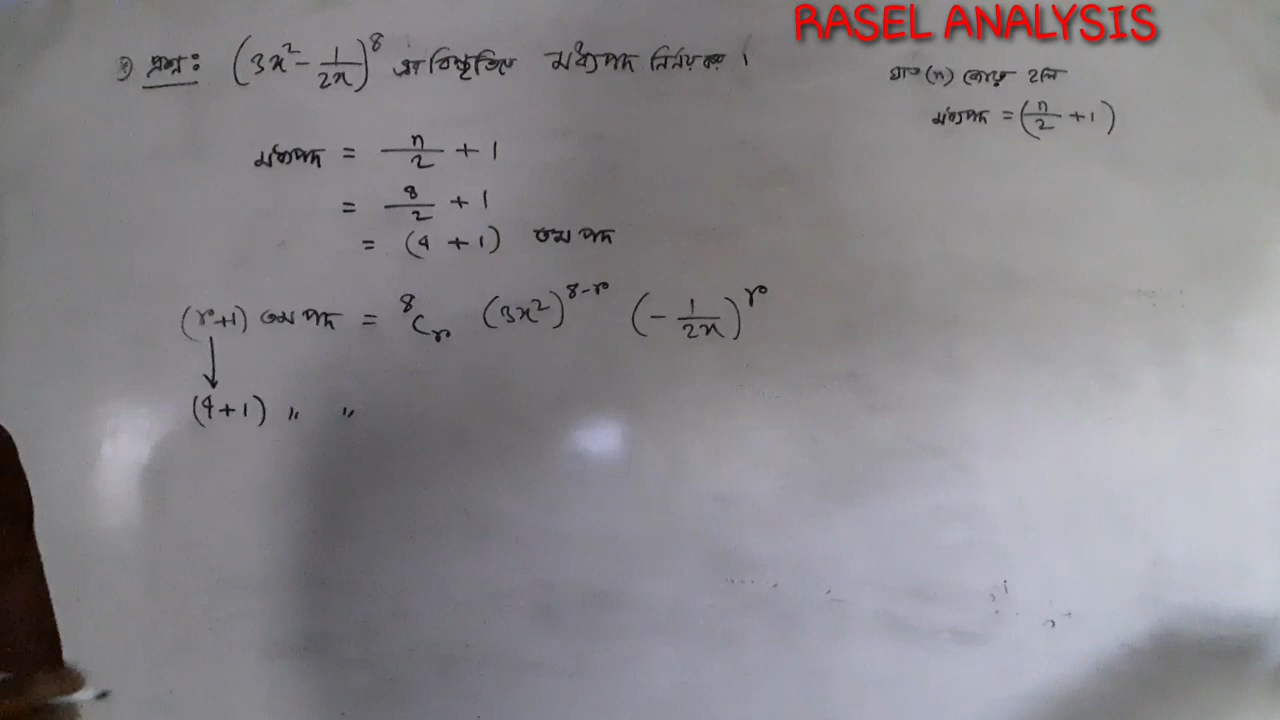 RASEL ANALYSIS
১) প্রশ্ন: (3x² - 1/2x)⁸ এর বিস্তৃতিতে মধ্যপদ নির্ণয় কর।
ঘাত (n) জোড় হলে
মধ্যপদ = (n/2 + 1)
মধ্যপদ = n/2 + 1
= 8/2 + 1
= (4 + 1) তম পদ
(r+1) তম পদ = ⁸Cᵣ (3x²)⁸⁻ʳ (- 1/2x)ʳ
↓
(4+1) " "